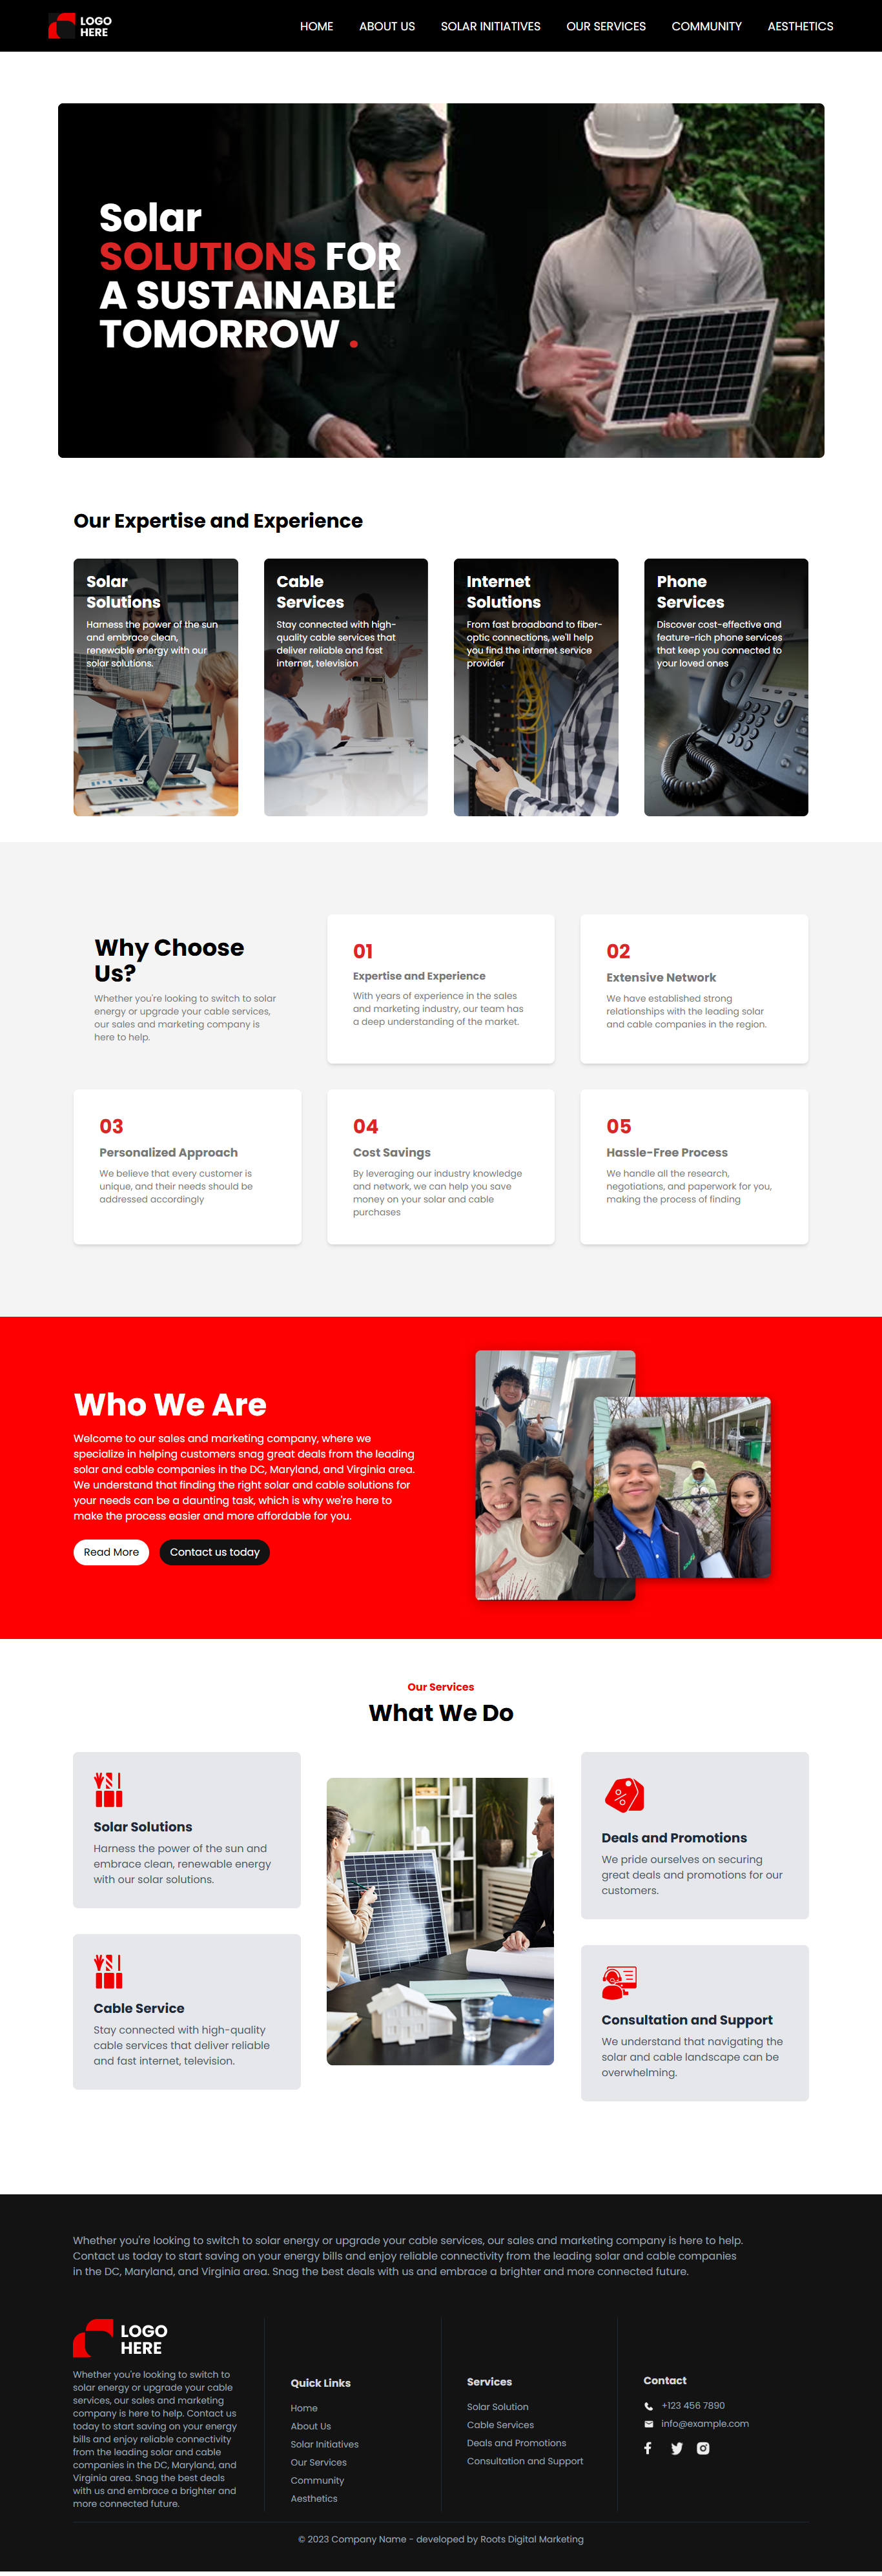 LOGO
HERE
HOME
ABOUT US
SOLAR INITIATIVES
OUR SERVICES
COMMUNITY
AESTHETICS
Solar
SOLUTIONS FOR
A SUSTAINABLE
TOMORROW .
Our Expertise and Experience
Solar
Solutions
Harness the power of the sun
and embrace clean,
renewable energy with our
solar solutions.
Cable
Services
Stay connected with high-
quality cable services that
deliver reliable and fast
internet, television
Internet
Solutions
From fast broadband to fiber-
optic connections, we'll help
you find the internet service
provider
Phone
Services
Discover cost-effective and
feature-rich phone services
that keep you connected to
your loved ones
Why Choose
Us?
Whether you're looking to switch to solar
energy or upgrade your cable services,
our sales and marketing company is
here to help.
01
Expertise and Experience
With years of experience in the sales
and marketing industry, our team has
a deep understanding of the market.
02
Extensive Network
We have established strong
relationships with the leading solar
and cable companies in the region.
03
Personalized Approach
We believe that every customer is
unique, and their needs should be
addressed accordingly
04
Cost Savings
By leveraging our industry knowledge
and network, we can help you save
money on your solar and cable
purchases
05
Hassle-Free Process
We handle all the research,
negotiations, and paperwork for you,
making the process of finding
Who We Are
Welcome to our sales and marketing company, where we
specialize in helping customers snag great deals from the leading
solar and cable companies in the DC, Maryland, and Virginia area.
We understand that finding the right solar and cable solutions for
your needs can be a daunting task, which is why we're here to
make the process easier and more affordable for you.
Read More
Contact us today
Our Services
What We Do
Solar Solutions
Harness the power of the sun and
embrace clean, renewable energy
with our solar solutions.
Cable Service
Stay connected with high-quality
cable services that deliver reliable
and fast internet, television.
Deals and Promotions
We pride ourselves on securing
great deals and promotions for our
customers.
Consultation and Support
We understand that navigating the
solar and cable landscape can be
overwhelming.
Whether you're looking to switch to solar energy or upgrade your cable services, our sales and marketing company is here to help.
Contact us today to start saving on your energy bills and enjoy reliable connectivity from the leading solar and cable companies
in the DC, Maryland, and Virginia area. Snag the best deals with us and embrace a brighter and more connected future.
LOGO
HERE
Whether you're looking to switch to
solar energy or upgrade your cable
services, our sales and marketing
company is here to help. Contact us
today to start saving on your energy
bills and enjoy reliable connectivity
from the leading solar and cable
companies in the DC, Maryland, and
Virginia area. Snag the best deals
with us and embrace a brighter and
more connected future.
Quick Links
Home
About Us
Solar Initiatives
Our Services
Community
Aesthetics
Services
Solar Solution
Cable Services
Deals and Promotions
Consultation and Support
Contact
+123 456 7890
info@example.com
© 2023 Company Name - developed by Roots Digital Marketing